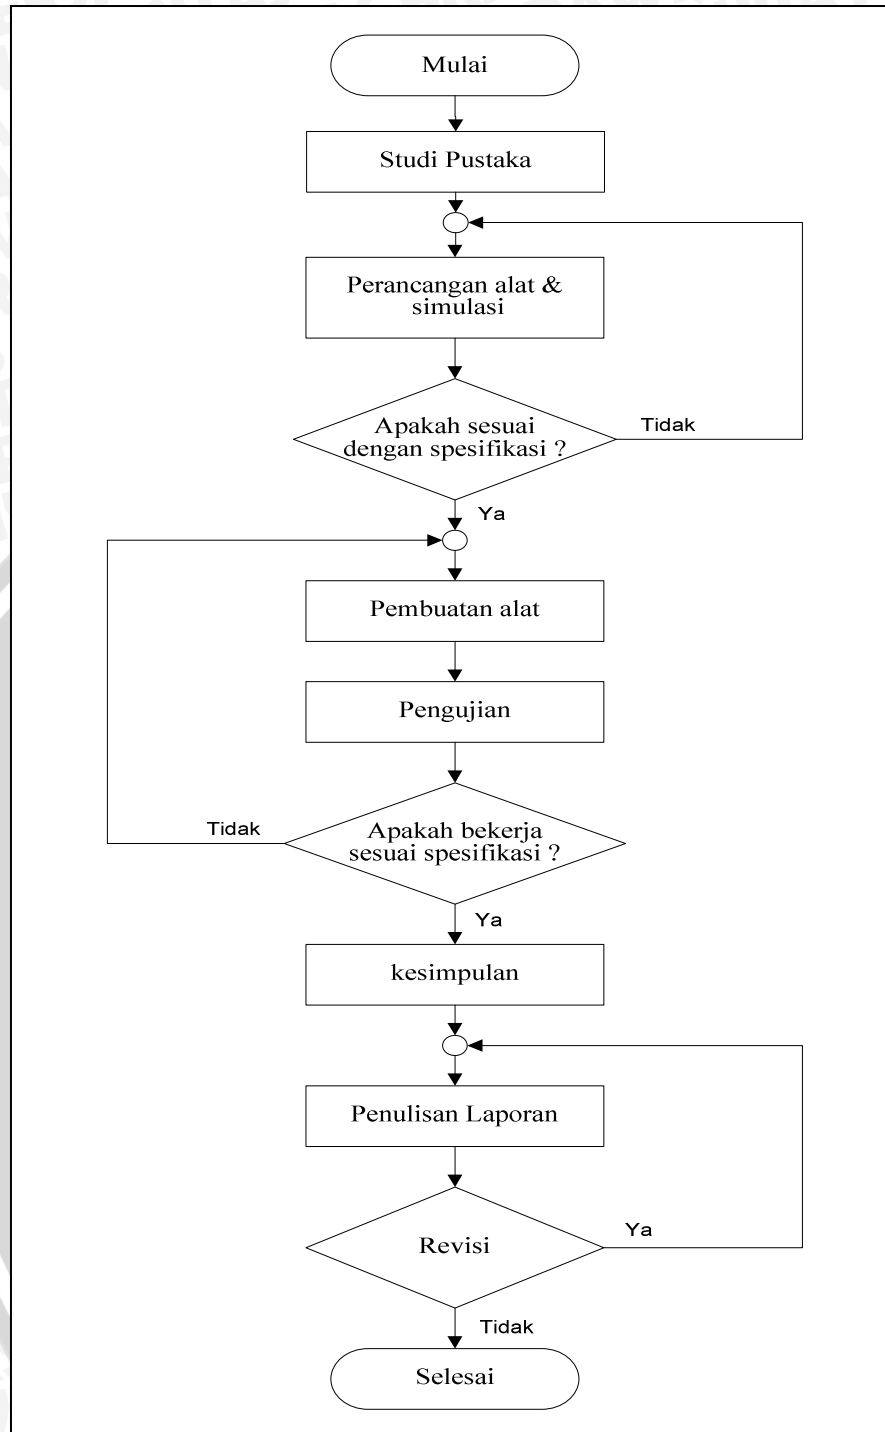 Mulai
Studi Pustaka
Perancangan alat &
simulasi
Apakah sesuai
dengan spesifikasi ?
Tidak
Ya
Pembuatan alat
Pengujian
Apakah bekerja
sesuai spesifikasi ?
Tidak
Ya
kesimpulan
Penulisan Laporan
Revisi
Ya
Tidak
Selesai